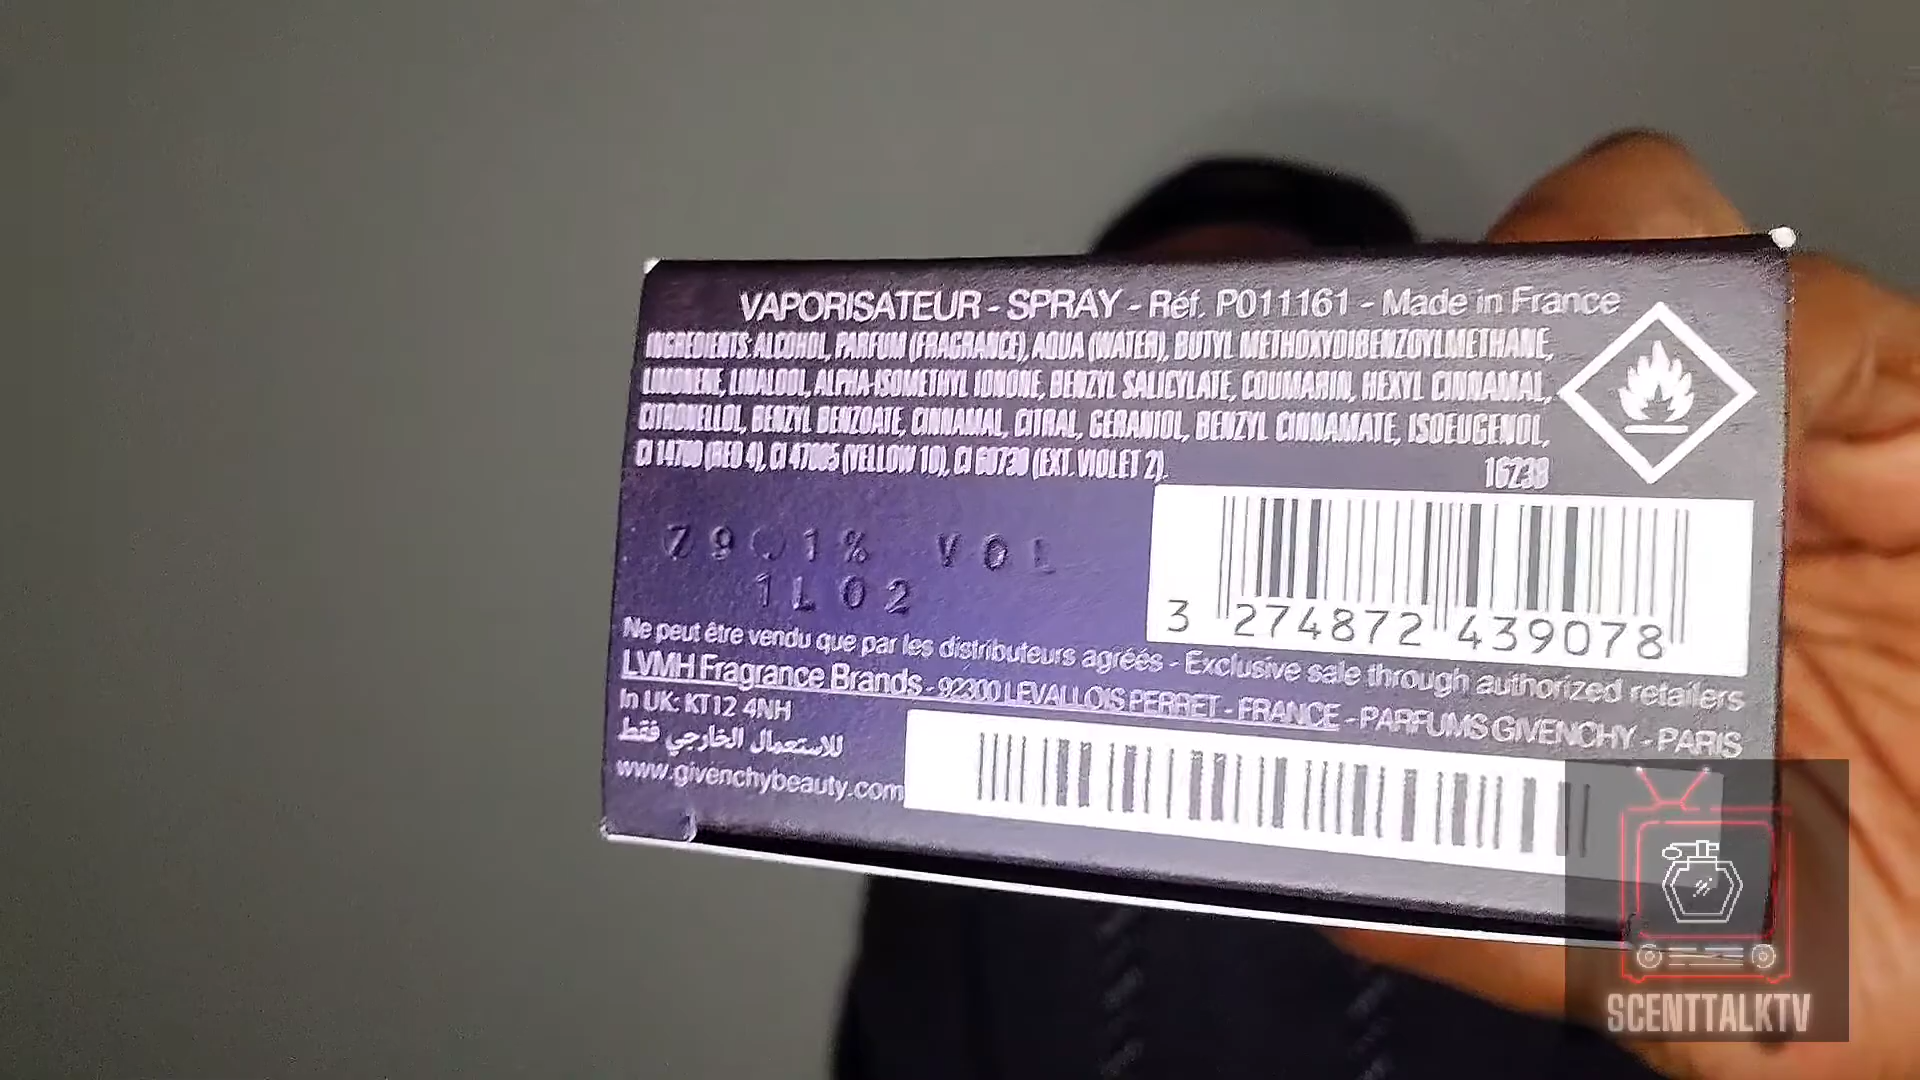 VAPORISATEUR - SPRAY - Réf. P011161 - Made in France
INGREDIENTS: ALCOHOL, PARFUM (FRAGRANCE), AQUA (WATER), BUTYL METHOXYDIBENZOYLMETHANE,
LIMONENE, LINALOOL, ALPHA-ISOMETHYL IONONE, BENZYL SALICYLATE, COUMARIN, HEXYL CINNAMAL,
CITRONELLOL, BENZYL BENZOATE, CINNAMAL, CITRAL, GERANIOL, BENZYL CINNAMATE, ISOEUGENOL,
CI 14700 (RED 4), CI 47005 (YELLOW 10), CI 60730 (EXT. VIOLET 2).
16238
1% VOL
1L02
3 274872 439078
Ne peut être vendu que par les distributeurs agréés - Exclusive sale through authorized retailers
LVMH Fragrance Brands - 92300 LEVALLOIS PERRET - FRANCE - PARFUMS GIVENCHY - PARIS
In UK: KT12 4NH
للاستعمال الخارجي فقط
www.givenchybeauty.com
SCENTTALKTV